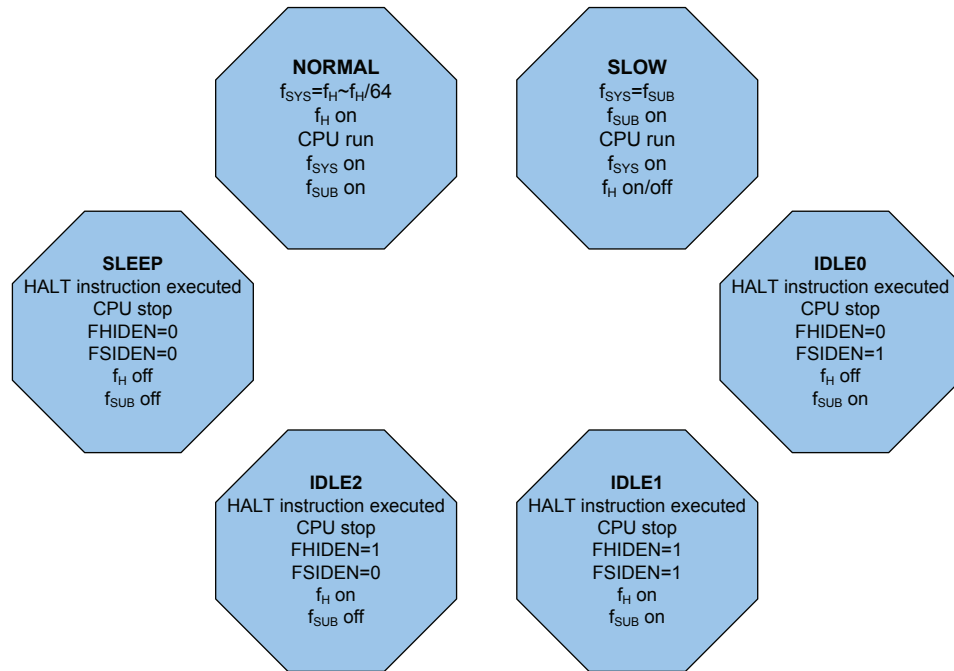 NORMAL
fSYS=fH~fH/64
fH on
CPU run
fSYS on
fSUB on
SLOW
fSYS=fSUB
fSUB on
CPU run
fSYS on
fH on/off
SLEEP
HALT instruction executed
CPU stop
FHIDEN=0
FSIDEN=0
fH off
fSUB off
IDLE0
HALT instruction executed
CPU stop
FHIDEN=0
FSIDEN=1
fH off
fSUB on
IDLE2
HALT instruction executed
CPU stop
FHIDEN=1
FSIDEN=0
fH on
fSUB off
IDLE1
HALT instruction executed
CPU stop
FHIDEN=1
FSIDEN=1
fH on
fSUB on